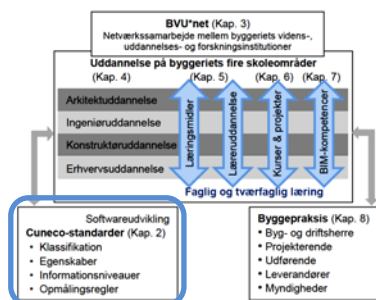 BVU*net (Kap. 3)
Netværkssamarbejde mellem byggeriets videns-,
uddannelses- og forskningsinstitutioner
Uddannelse på byggeriets fire skoleområder
(Kap. 4) (Kap. 5) (Kap. 6) (Kap. 7)
Arkitektuddannelse
Ingeniøruddannelse
Konstruktøruddannelse
Erhvervsuddannelse
Læringsmidler
Læreruddannelse
Kurser & projekter
BIM-kompetencer
Faglig og tværfaglig læring
Softwareudvikling
Cuneco-standarder (Kap. 2)
• Klassifikation
• Egenskaber
• Informationsniveauer
• Opmålingsregler
Byggepraksis (Kap. 8)
• Byg- og driftsherre
• Projekterende
• Udførende
• Leverandører
• Myndigheder